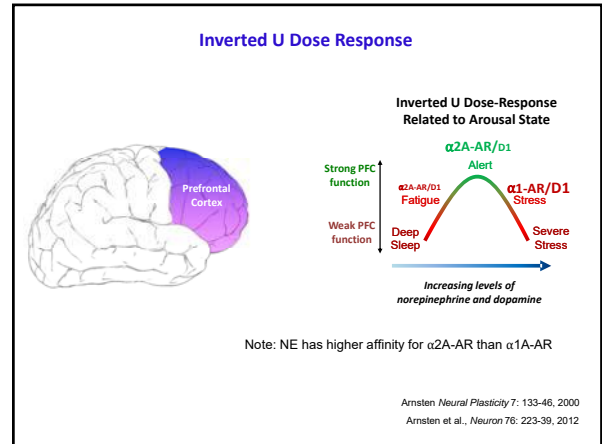 Inverted U Dose Response
Prefrontal
Cortex
Inverted U Dose-Response
Related to Arousal State
α2A-AR/D1
Alert
Strong PFC
function
α2A-AR/D1
Fatigue
α1-AR/D1
Stress
Weak PFC
function
Deep
Sleep
Severe
Stress
Increasing levels of
norepinephrine and dopamine
Note: NE has higher affinity for α2A-AR than α1A-AR
Arnsten Neural Plasticity 7: 133-46, 2000
Arnsten et al., Neuron 76: 223-39, 2012